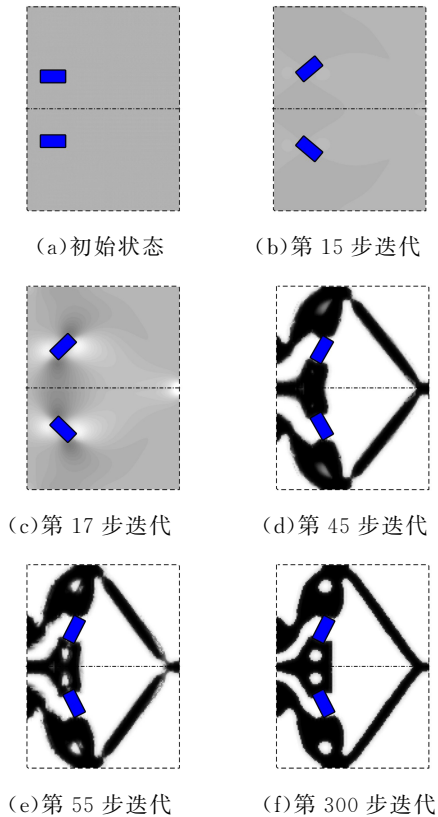 (a)初始状态
(b)第 15 步迭代
(c)第 17 步迭代
(d)第 45 步迭代
(e)第 55 步迭代
(f)第 300 步迭代